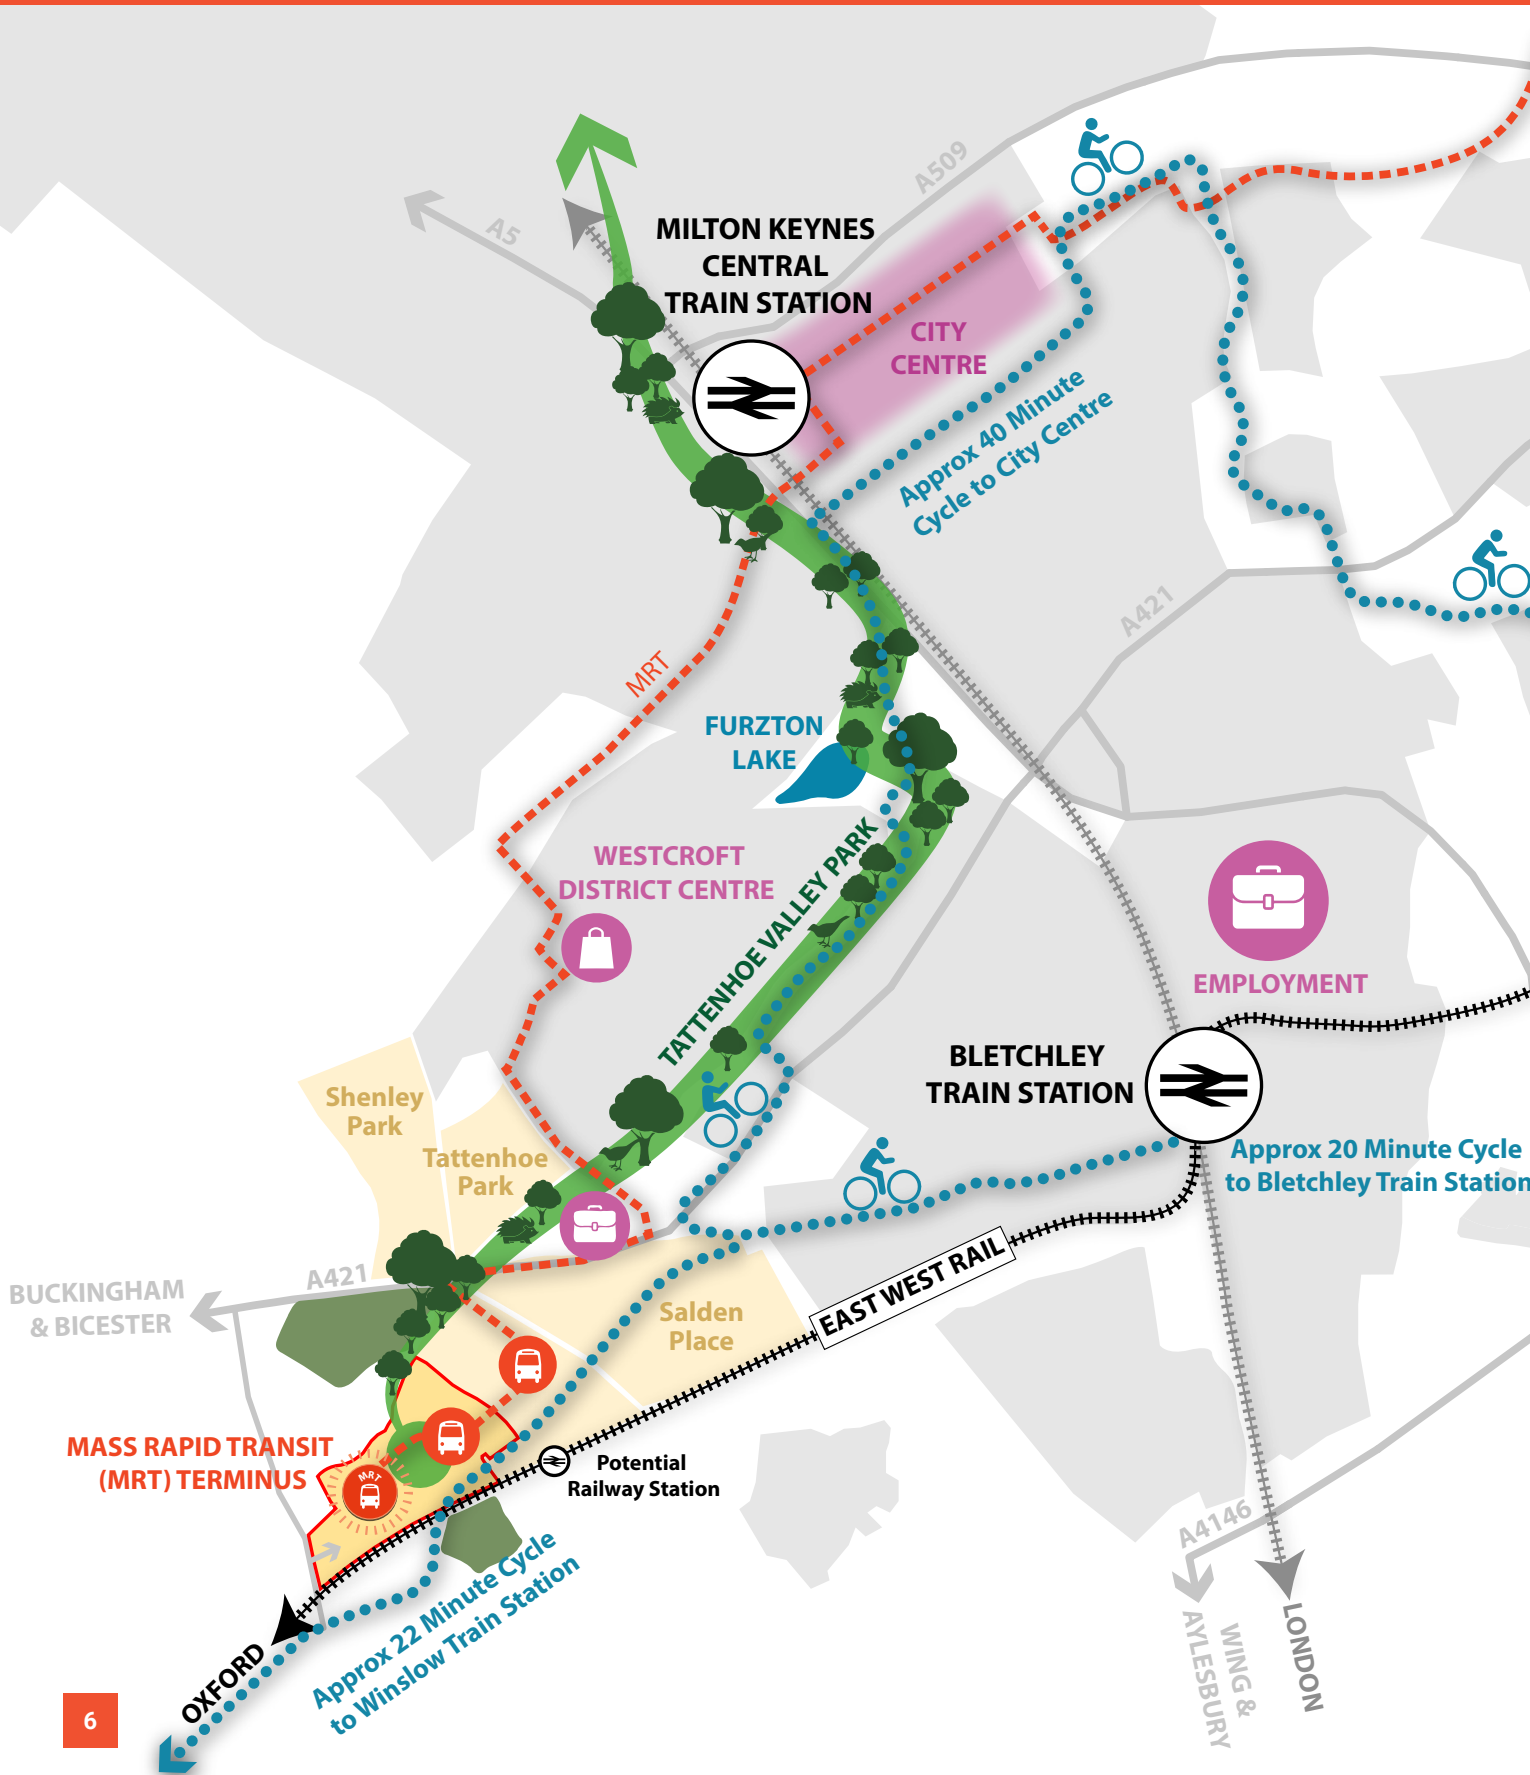 A509
A5
MILTON KEYNES
CENTRAL
TRAIN STATION
CITY
CENTRE
Approx 40 Minute
Cycle to City Centre
A421
MRT
FURZTON
LAKE
WESTCROFT
DISTRICT CENTRE
TATTENHOE VALLEY PARK
EMPLOYMENT
BLETCHLEY
TRAIN STATION
Shenley
Park
Tattenhoe
Park
Approx 20 Minute Cycle
to Bletchley Train Station
A421
BUCKINGHAM
& BICESTER
EAST WEST RAIL
Salden
Place
MASS RAPID TRANSIT
(MRT) TERMINUS
MRT
Potential
Railway Station
A4146
Approx 22 Minute Cycle
to Winslow Train Station
OXFORD
WING &
AYLESBURY
LONDON
6